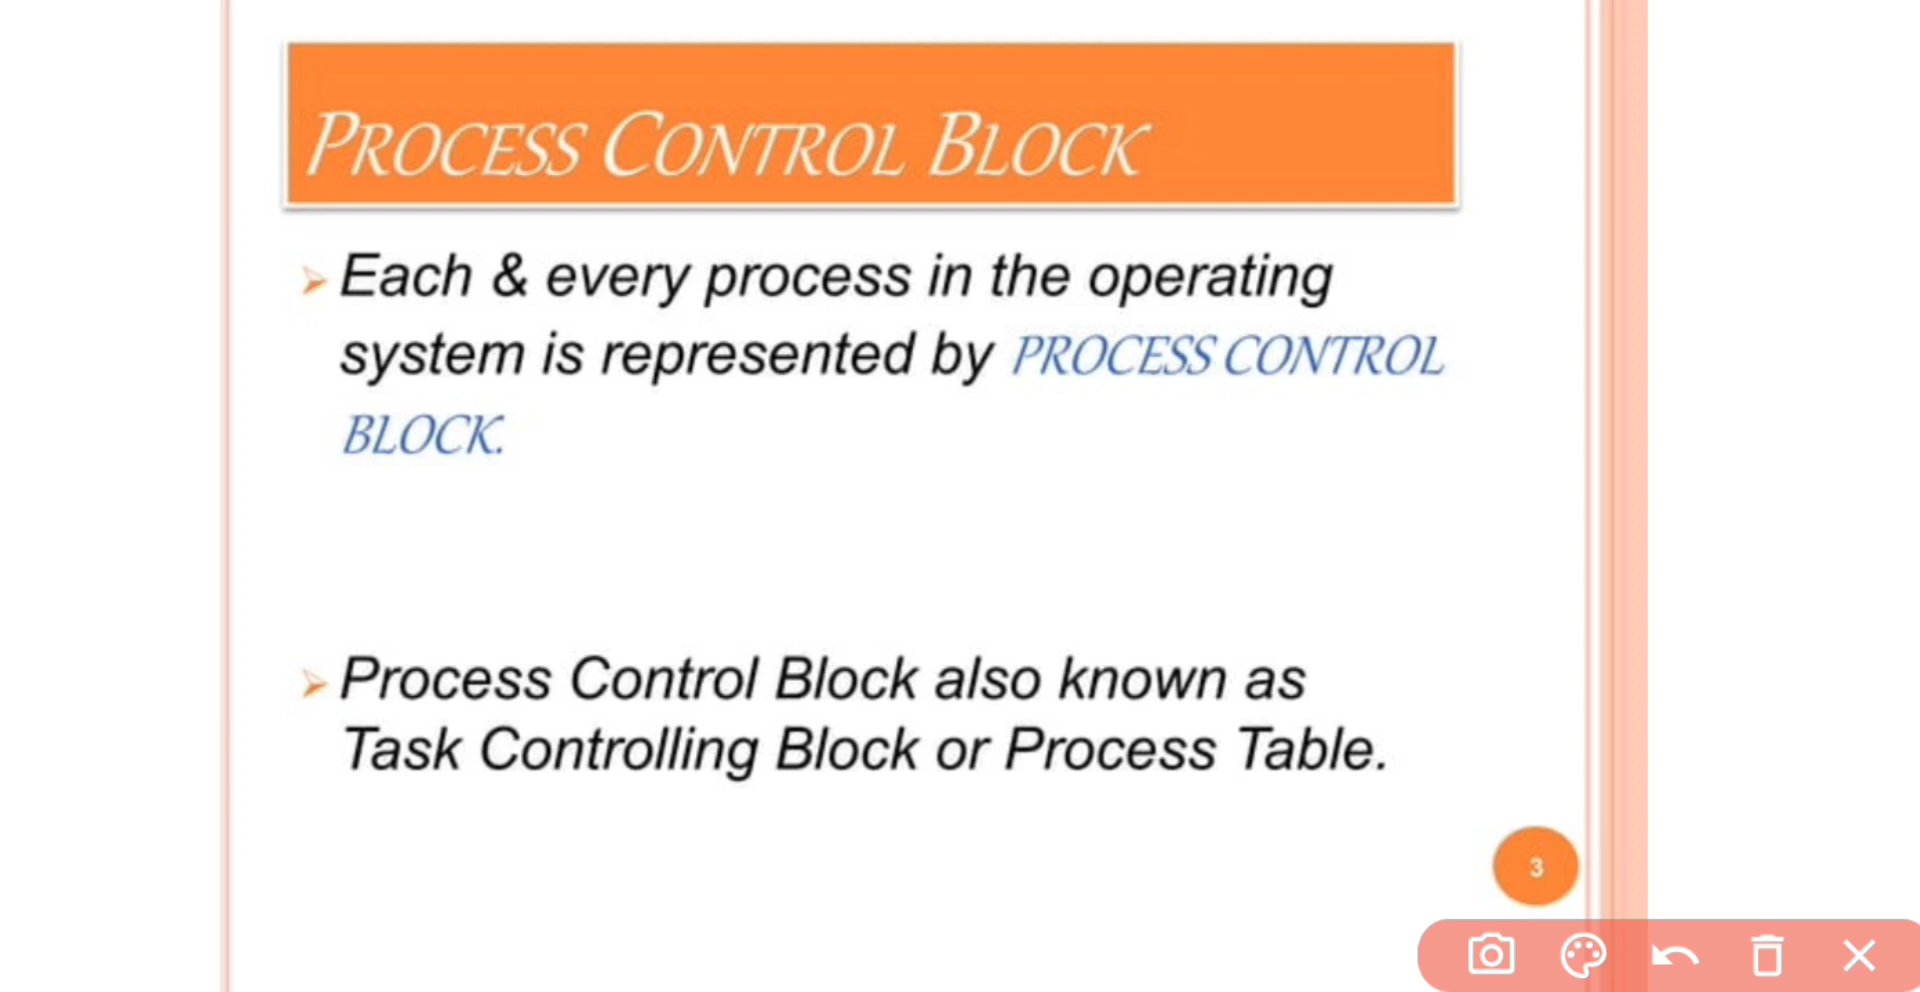 PROCESS CONTROL BLOCK
Each & every process in the operating
system is represented by PROCESS CONTROL
BLOCK.
Process Control Block also known as
Task Controlling Block or Process Table.
3